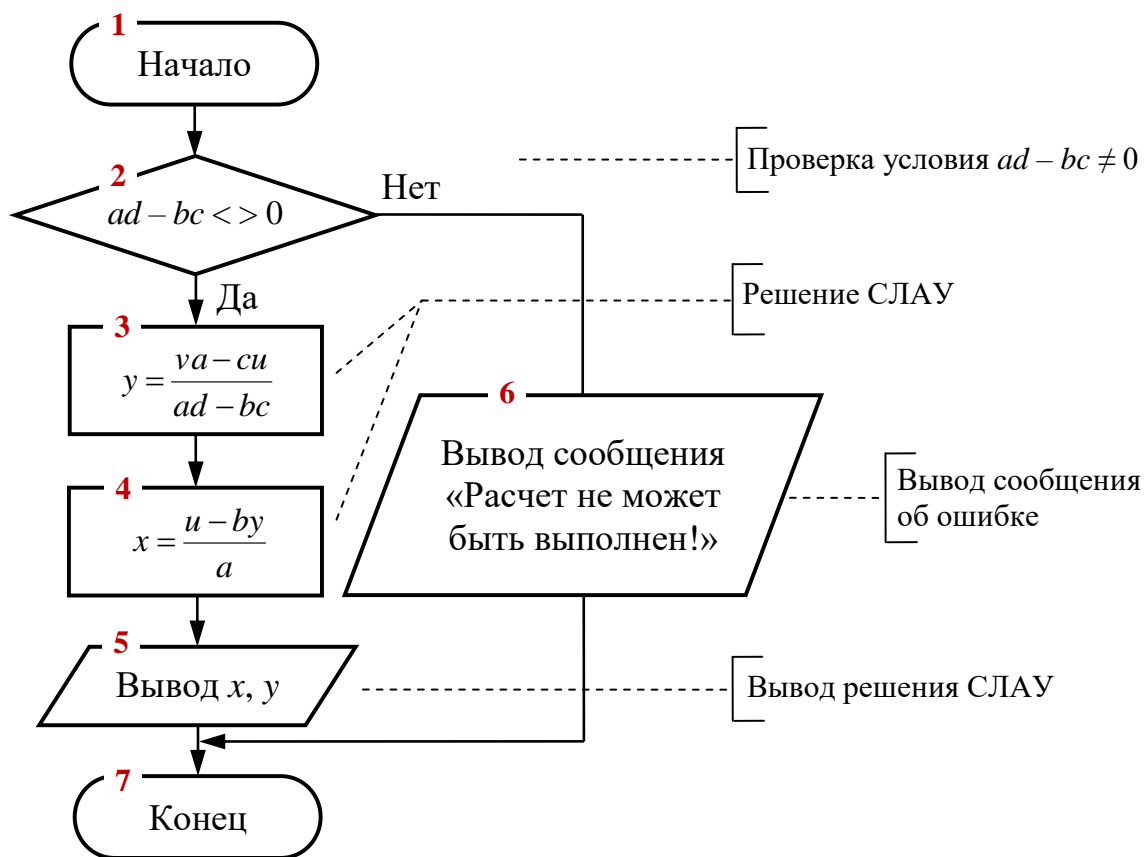 1
Начало
Проверка условия ad – bc ≠ 0
2
ad – bc < > 0
Нет
Да
Решение СЛАУ
3
y = (va – cu) / (ad – bc)
6
Вывод сообщения
«Расчет не может
быть выполнен!»
Вывод сообщения
об ошибке
4
x = (u – by) / a
5
Вывод x, y
Вывод решения СЛАУ
7
Конец